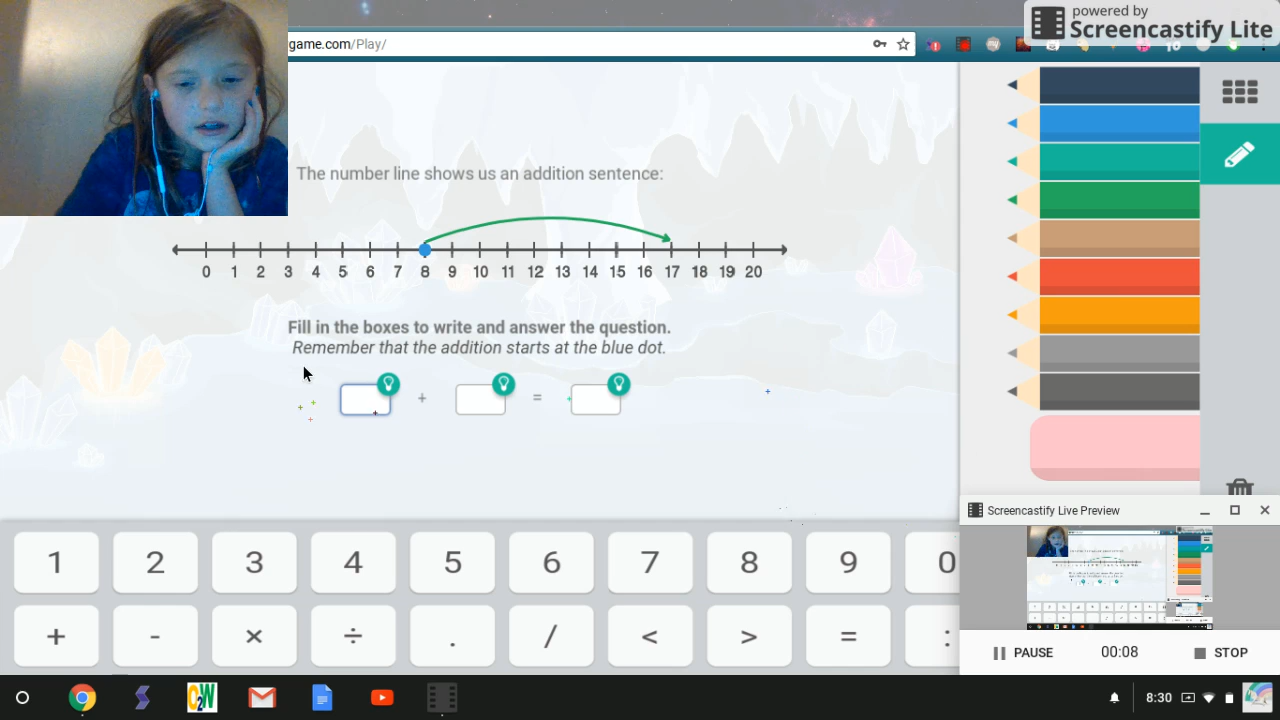 powered by
Screencastify Lite
game.com/Play/
The number line shows us an addition sentence:
0 1 2 3 4 5 6 7 8 9 10 11 12 13 14 15 16 17 18 19 20
Fill in the boxes to write and answer the question.
Remember that the addition starts at the blue dot.
+ =
Screencastify Live Preview
1 2 3 4 5 6 7 8 9 0
+ - × ÷ . / < > = :
PAUSE 00:08 STOP
8:30